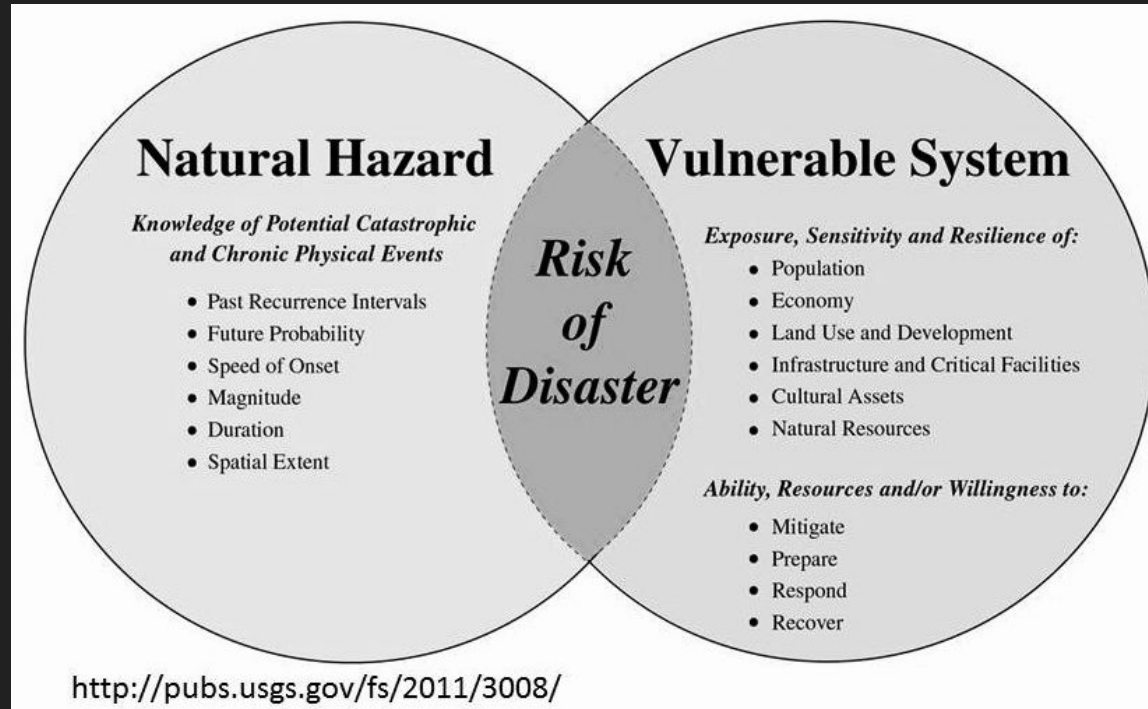 Natural Hazard
Knowledge of Potential Catastrophic
and Chronic Physical Events
• Past Recurrence Intervals
• Future Probability
• Speed of Onset
• Magnitude
• Duration
• Spatial Extent
Risk
of
Disaster
Vulnerable System
Exposure, Sensitivity and Resilience of:
• Population
• Economy
• Land Use and Development
• Infrastructure and Critical Facilities
• Cultural Assets
• Natural Resources
Ability, Resources and/or Willingness to:
• Mitigate
• Prepare
• Respond
• Recover
http://pubs.usgs.gov/fs/2011/3008/